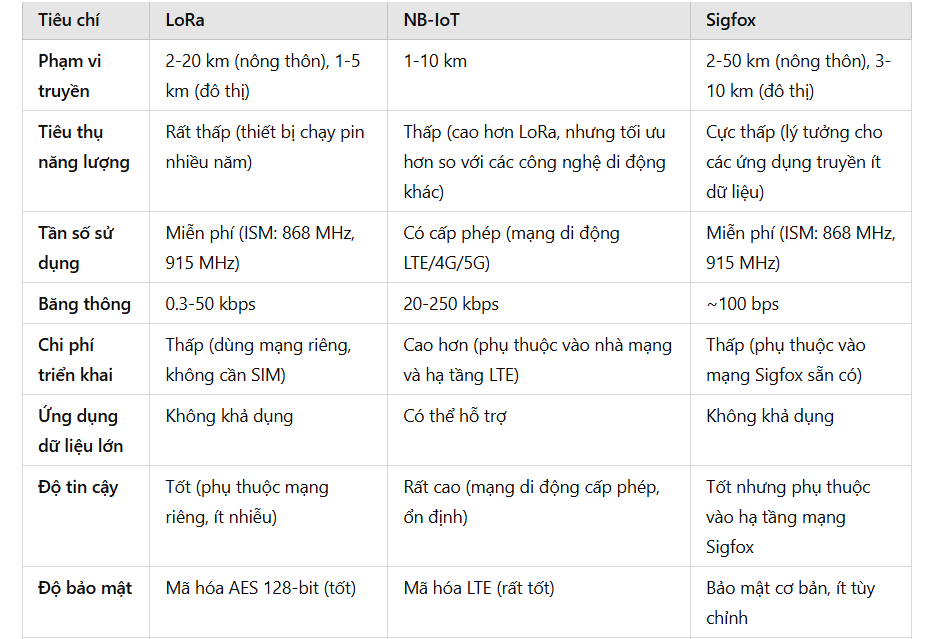 Tiêu chí LoRa NB-IoT Sigfox
Phạm vi truyền 2-20 km (nông thôn), 1-5 km (đô thị) 1-10 km 2-50 km (nông thôn), 3-10 km (đô thị)
Tiêu thụ năng lượng Rất thấp (thiết bị chạy pin nhiều năm) Thấp (cao hơn LoRa, nhưng tối ưu hơn so với các công nghệ di động khác) Cực thấp (lý tưởng cho các ứng dụng truyền ít dữ liệu)
Tần số sử dụng Miễn phí (ISM: 868 MHz, 915 MHz) Có cấp phép (mạng di động LTE/4G/5G) Miễn phí (ISM: 868 MHz, 915 MHz)
Băng thông 0.3-50 kbps 20-250 kbps ~100 bps
Chi phí triển khai Thấp (dùng mạng riêng, không cần SIM) Cao hơn (phụ thuộc vào nhà mạng và hạ tầng LTE) Thấp (phụ thuộc vào mạng Sigfox sẵn có)
Ứng dụng dữ liệu lớn Không khả dụng Có thể hỗ trợ Không khả dụng
Độ tin cậy Tốt (phụ thuộc mạng riêng, ít nhiễu) Rất cao (mạng di động cấp phép, ổn định) Tốt nhưng phụ thuộc vào hạ tầng mạng Sigfox
Độ bảo mật Mã hóa AES 128-bit (tốt) Mã hóa LTE (rất tốt) Bảo mật cơ bản, ít tùy chỉnh